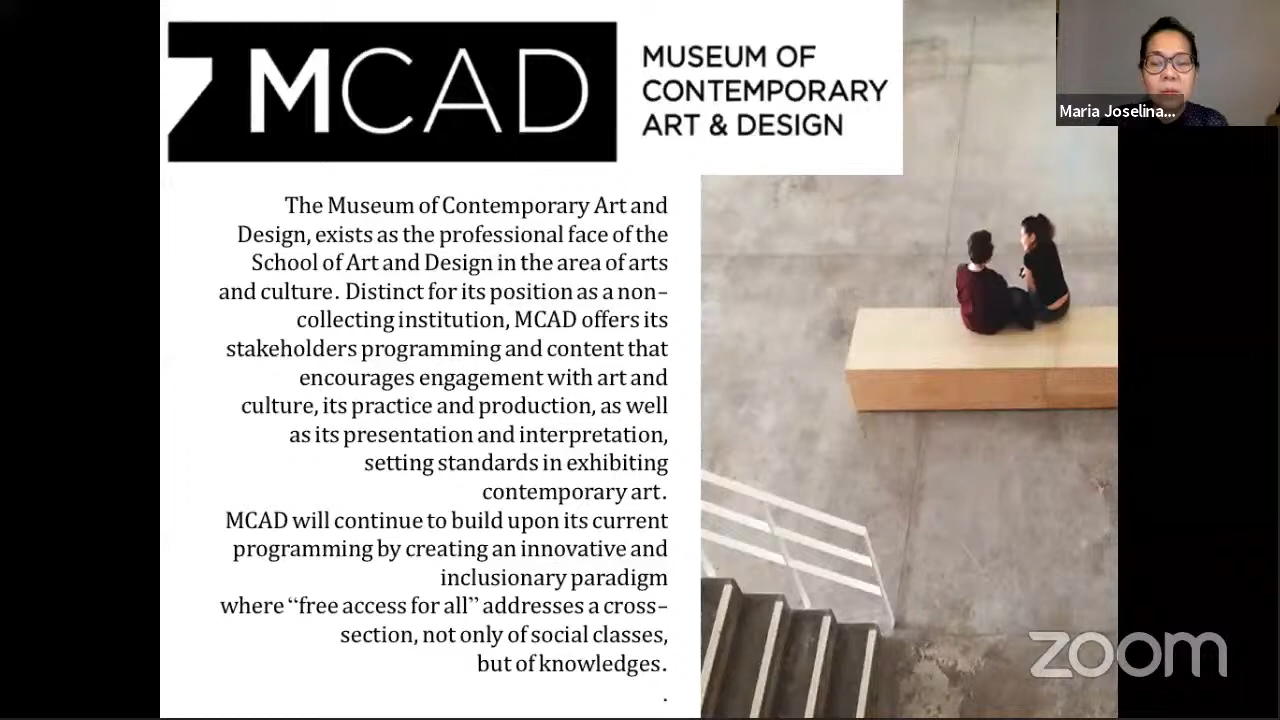 MCAD
MUSEUM OF
CONTEMPORARY
ART & DESIGN
Maria Joselina...
The Museum of Contemporary Art and
Design, exists as the professional face of the
School of Art and Design in the area of arts
and culture. Distinct for its position as a non-
collecting institution, MCAD offers its
stakeholders programming and content that
encourages engagement with art and
culture, its practice and production, as well
as its presentation and interpretation,
setting standards in exhibiting
contemporary art.
MCAD will continue to build upon its current
programming by creating an innovative and
inclusionary paradigm
where “free access for all” addresses a cross-
section, not only of social classes,
but of knowledges.
.
zoom